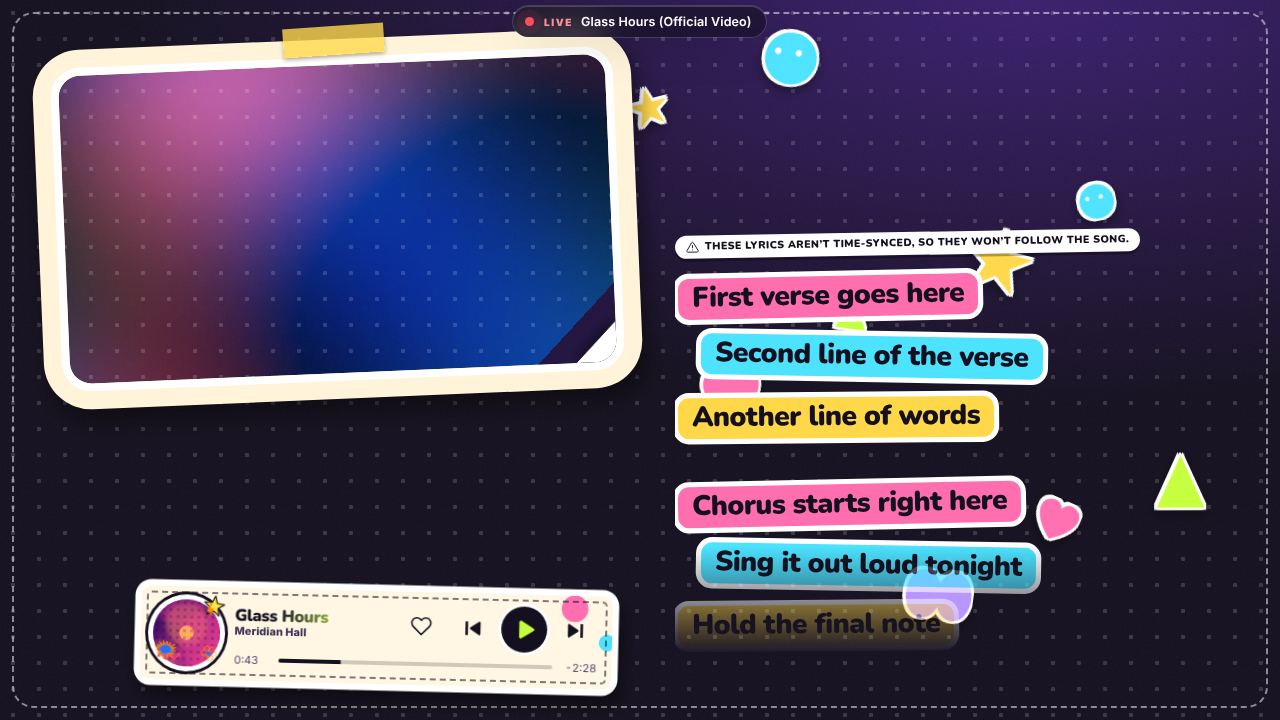 LIVE Glass Hours (Official Video)
THESE LYRICS AREN'T TIME-SYNCED, SO THEY WON'T FOLLOW THE SONG.
First verse goes here
Second line of the verse
Another line of words
Chorus starts right here
Sing it out loud tonight
Hold the final note
Glass Hours
Meridian Hall
0:43
-2:28